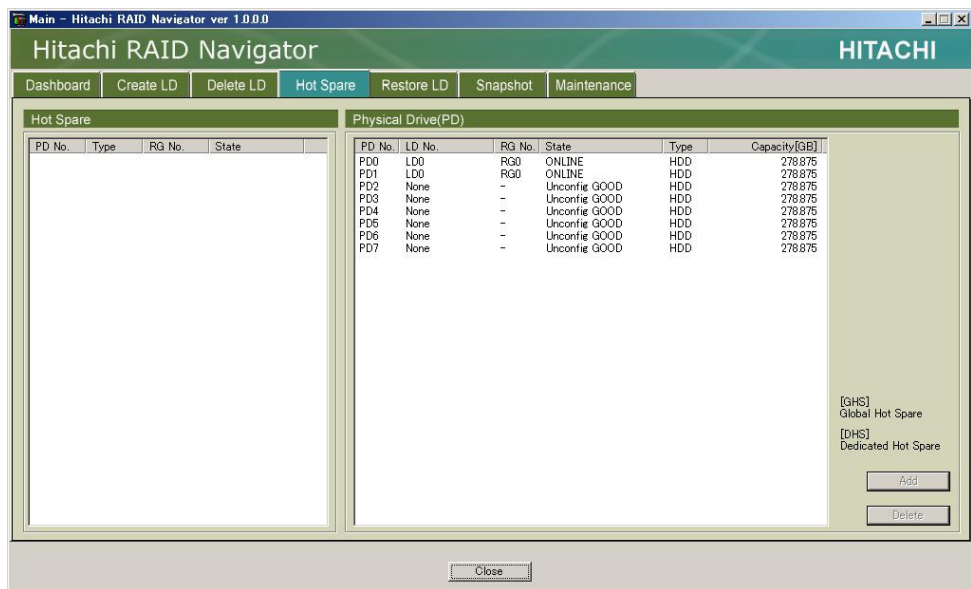 Main - Hitachi RAID Navigator ver 1.0.0.0
Hitachi RAID Navigator
HITACHI
Dashboard Create LD Delete LD Hot Spare Restore LD Snapshot Maintenance
Hot Spare
PD No. Type RG No. State
Physical Drive(PD)
PD No. LD No. RG No. State Type Capacity[GB]
PD0 LD0 RG0 ONLINE HDD 278.875
PD1 LD0 RG0 ONLINE HDD 278.875
PD2 None - Unconfig GOOD HDD 278.875
PD3 None - Unconfig GOOD HDD 278.875
PD4 None - Unconfig GOOD HDD 278.875
PD5 None - Unconfig GOOD HDD 278.875
PD6 None - Unconfig GOOD HDD 278.875
PD7 None - Unconfig GOOD HDD 278.875
[GHS]
Global Hot Spare
[DHS]
Dedicated Hot Spare
Add
Delete
Close